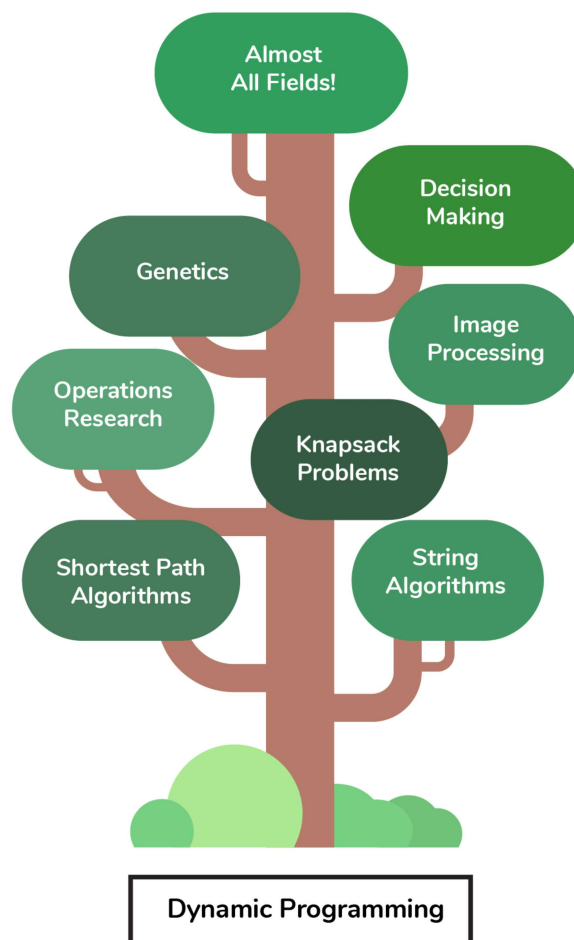 Almost
All Fields!
Decision
Making
Genetics
Image
Processing
Operations
Research
Knapsack
Problems
Shortest Path
Algorithms
String
Algorithms
Dynamic Programming